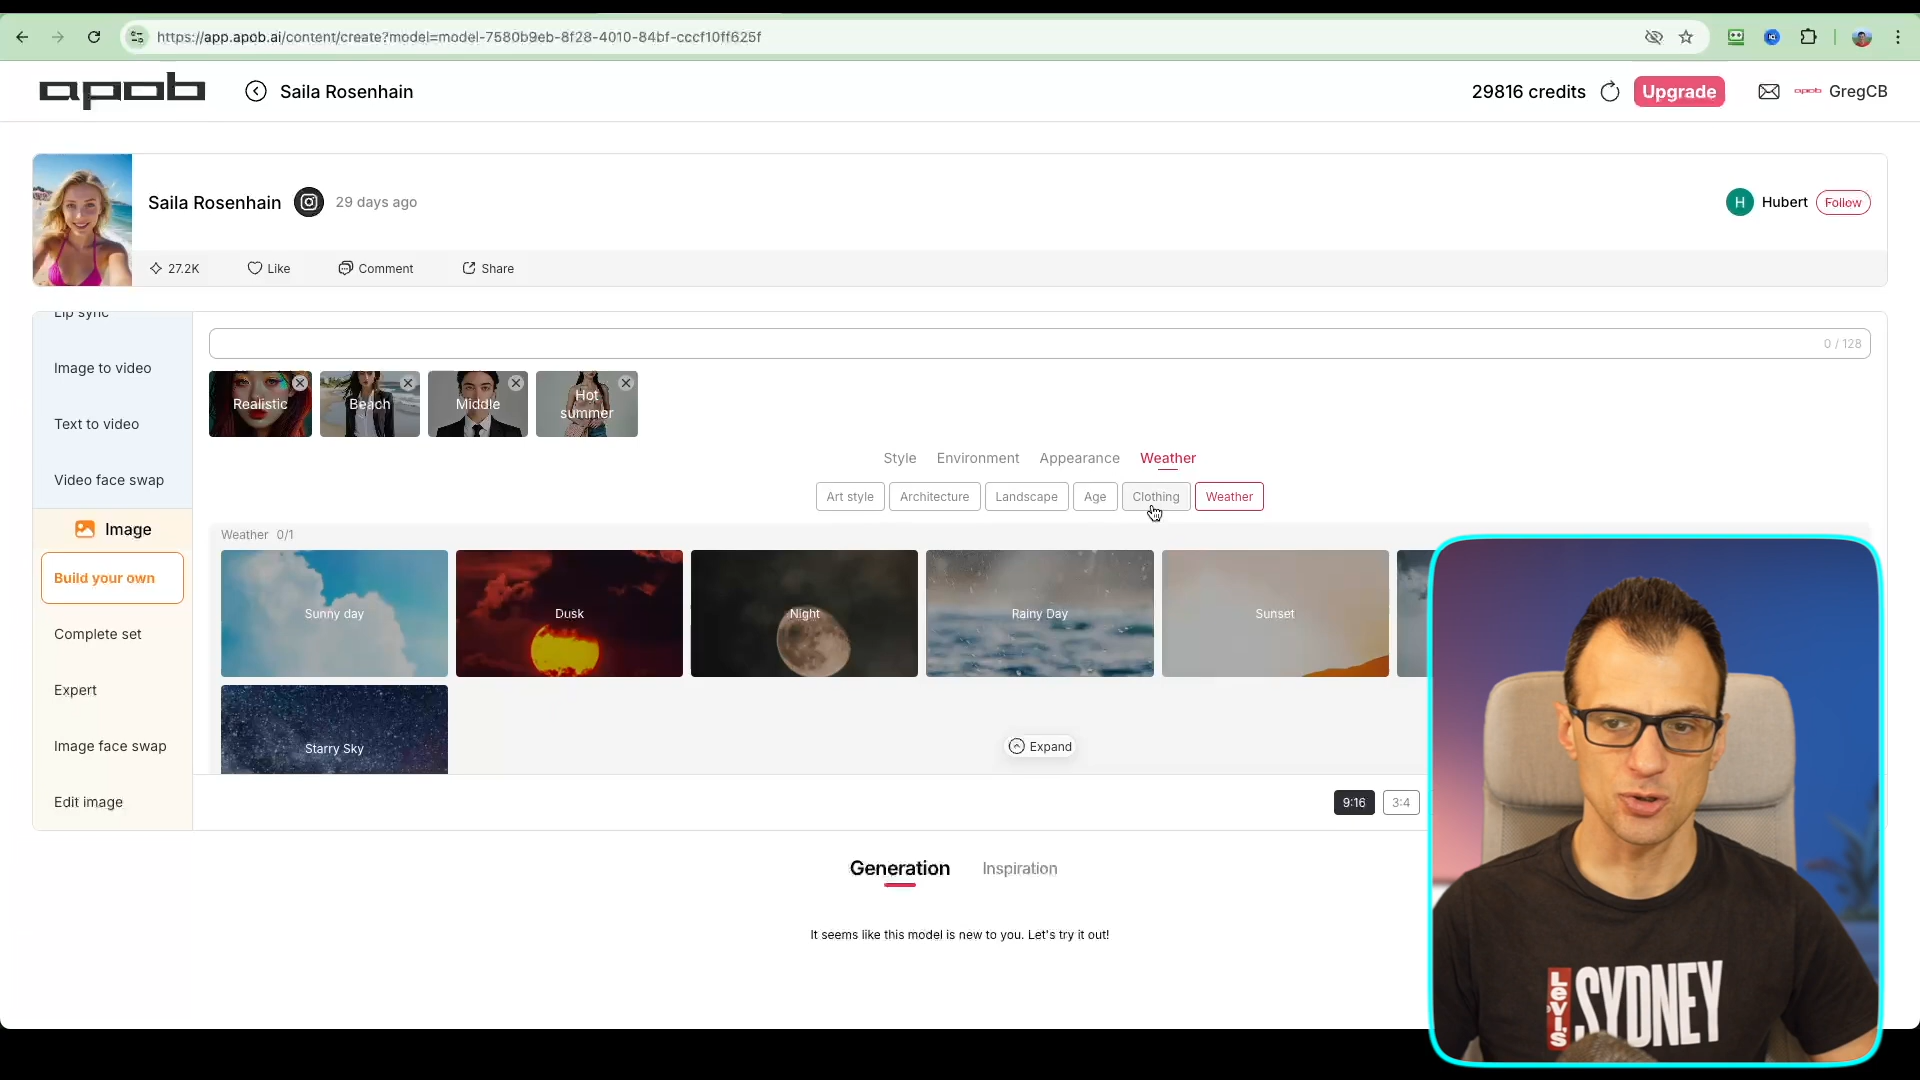 https://app.apob.ai/content/create?model=model-7580b9eb-8f28-4010-84bf-cccf10ff625f
apob
Saila Rosenhain
29816 credits
Upgrade
apob
GregCB
Saila Rosenhain
29 days ago
H
Hubert
Follow
27.2K
Like
Comment
Share
Lip sync
Image to video
Text to video
Video face swap
Image
Build your own
Complete set
Expert
Image face swap
Edit image
0 / 128
Realistic
Beach
Middle
Hot
summer
Style
Environment
Appearance
Weather
Art style
Architecture
Landscape
Age
Clothing
Weather
Weather 0/1
Sunny day
Dusk
Night
Rainy Day
Sunset
Starry Sky
Expand
9:16
3:4
Generation
Inspiration
It seems like this model is new to you. Let's try it out!
Levi's
SYDNEY